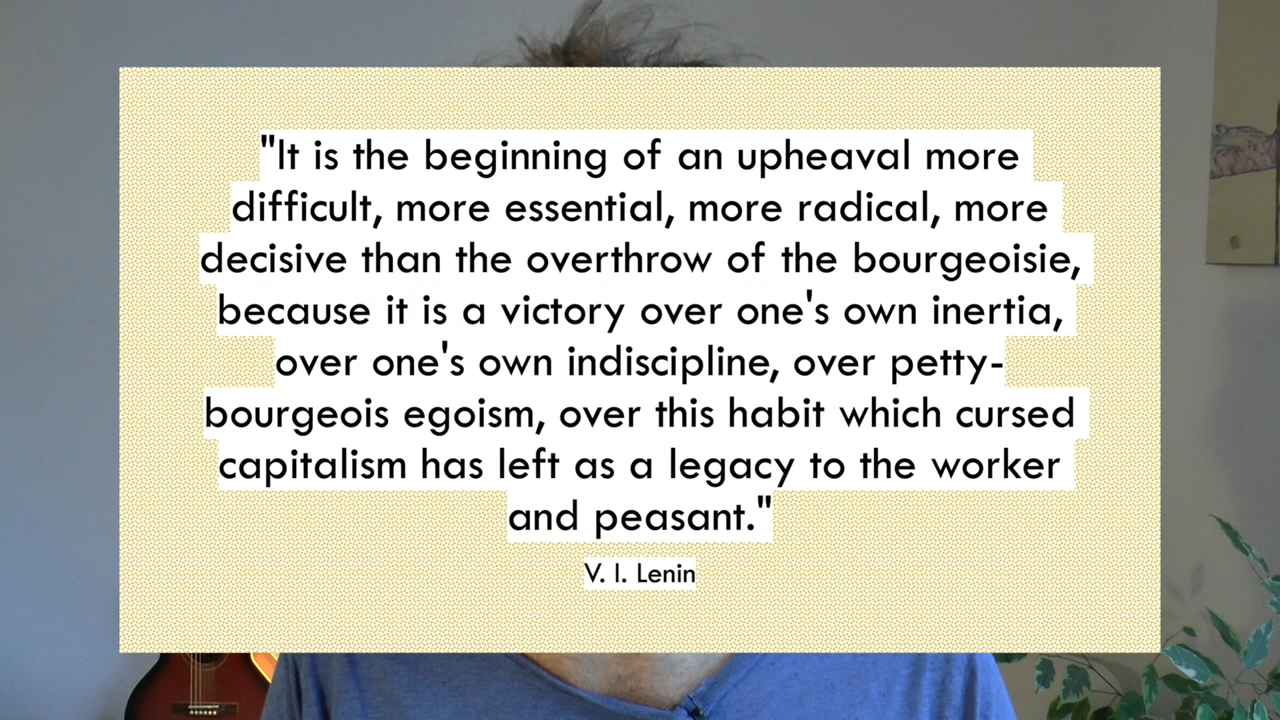 "It is the beginning of an upheaval more
difficult, more essential, more radical, more
decisive than the overthrow of the bourgeoisie,
because it is a victory over one's own inertia,
over one's own indiscipline, over petty-
bourgeois egoism, over this habit which cursed
capitalism has left as a legacy to the worker
and peasant."
V. I. Lenin